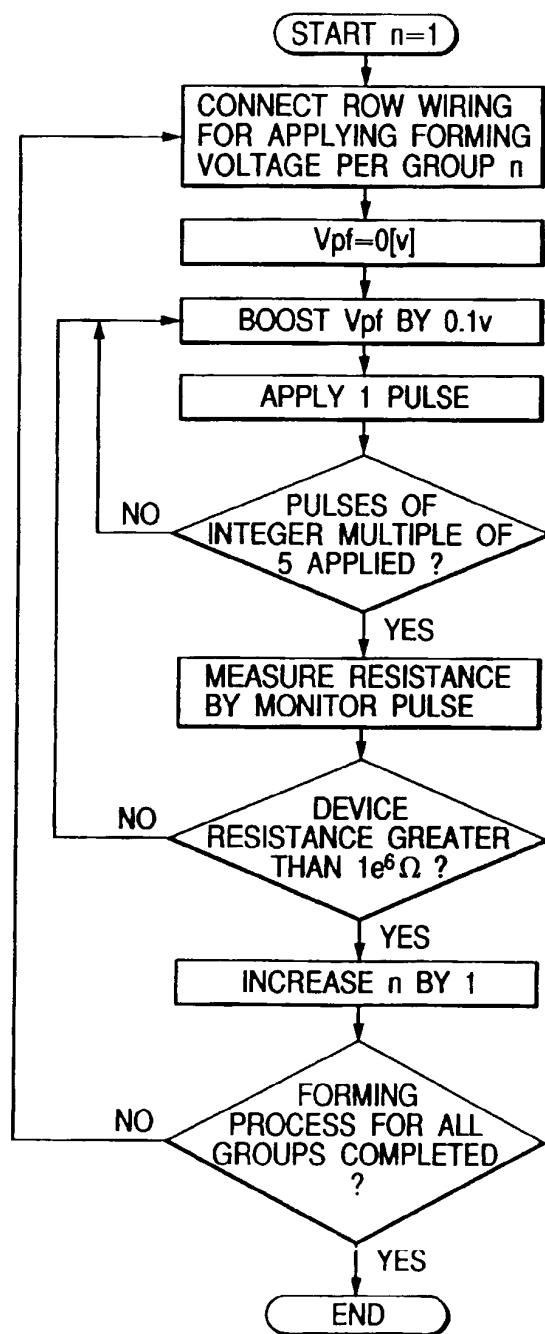 START n=1
CONNECT ROW WIRING
FOR APPLYING FORMING
VOLTAGE PER GROUP n
Vpf=0[v]
BOOST Vpf BY 0.1v
APPLY 1 PULSE
PULSES OF
INTEGER MULTIPLE OF
5 APPLIED ?
NO
YES
MEASURE RESISTANCE
BY MONITOR PULSE
DEVICE
RESISTANCE GREATER
THAN 1e⁶Ω ?
NO
YES
INCREASE n BY 1
FORMING
PROCESS FOR ALL
GROUPS COMPLETED
?
NO
YES
END